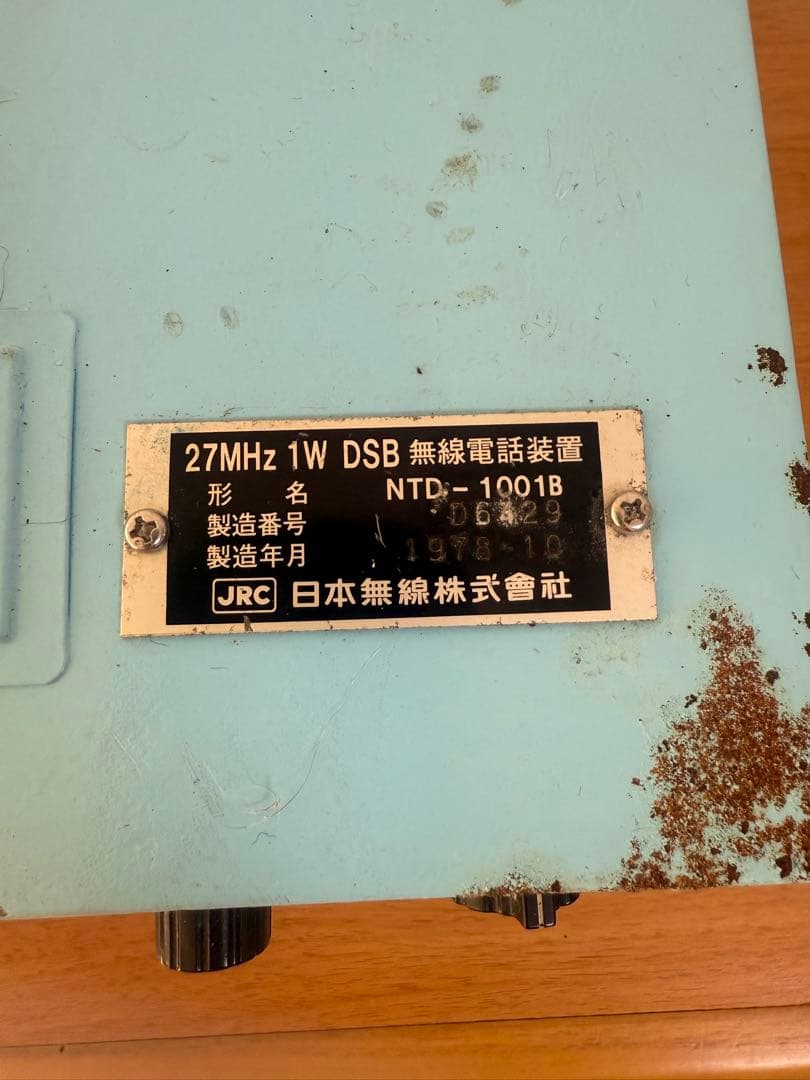 27MHz 1W DSB 無線電話装置
形 名 NTD-1001B
製造番号 D6429
製造年月 1978-10
JRC 日本無線株式會社